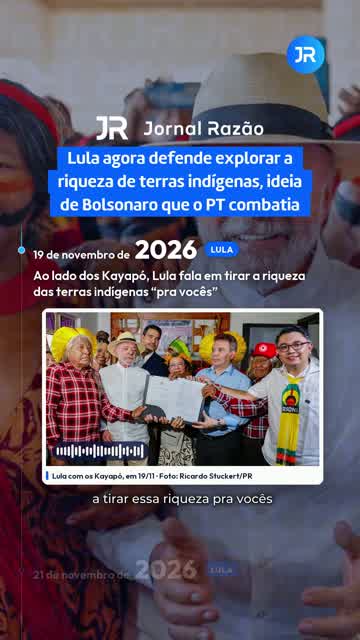 JR
JR Jornal Razão
Lula agora defende explorar a
riqueza de terras indígenas, ideia
de Bolsonaro que o PT combatia
19 de novembro de 2026 LULA
Ao lado dos Kayapó, Lula fala em tirar a riqueza
das terras indígenas “pra vocês”
Lula com os Kayapó, em 19/11 · Foto: Ricardo Stuckert/PR
a tirar essa riqueza pra vocês
21 de novembro de 2026 LULA